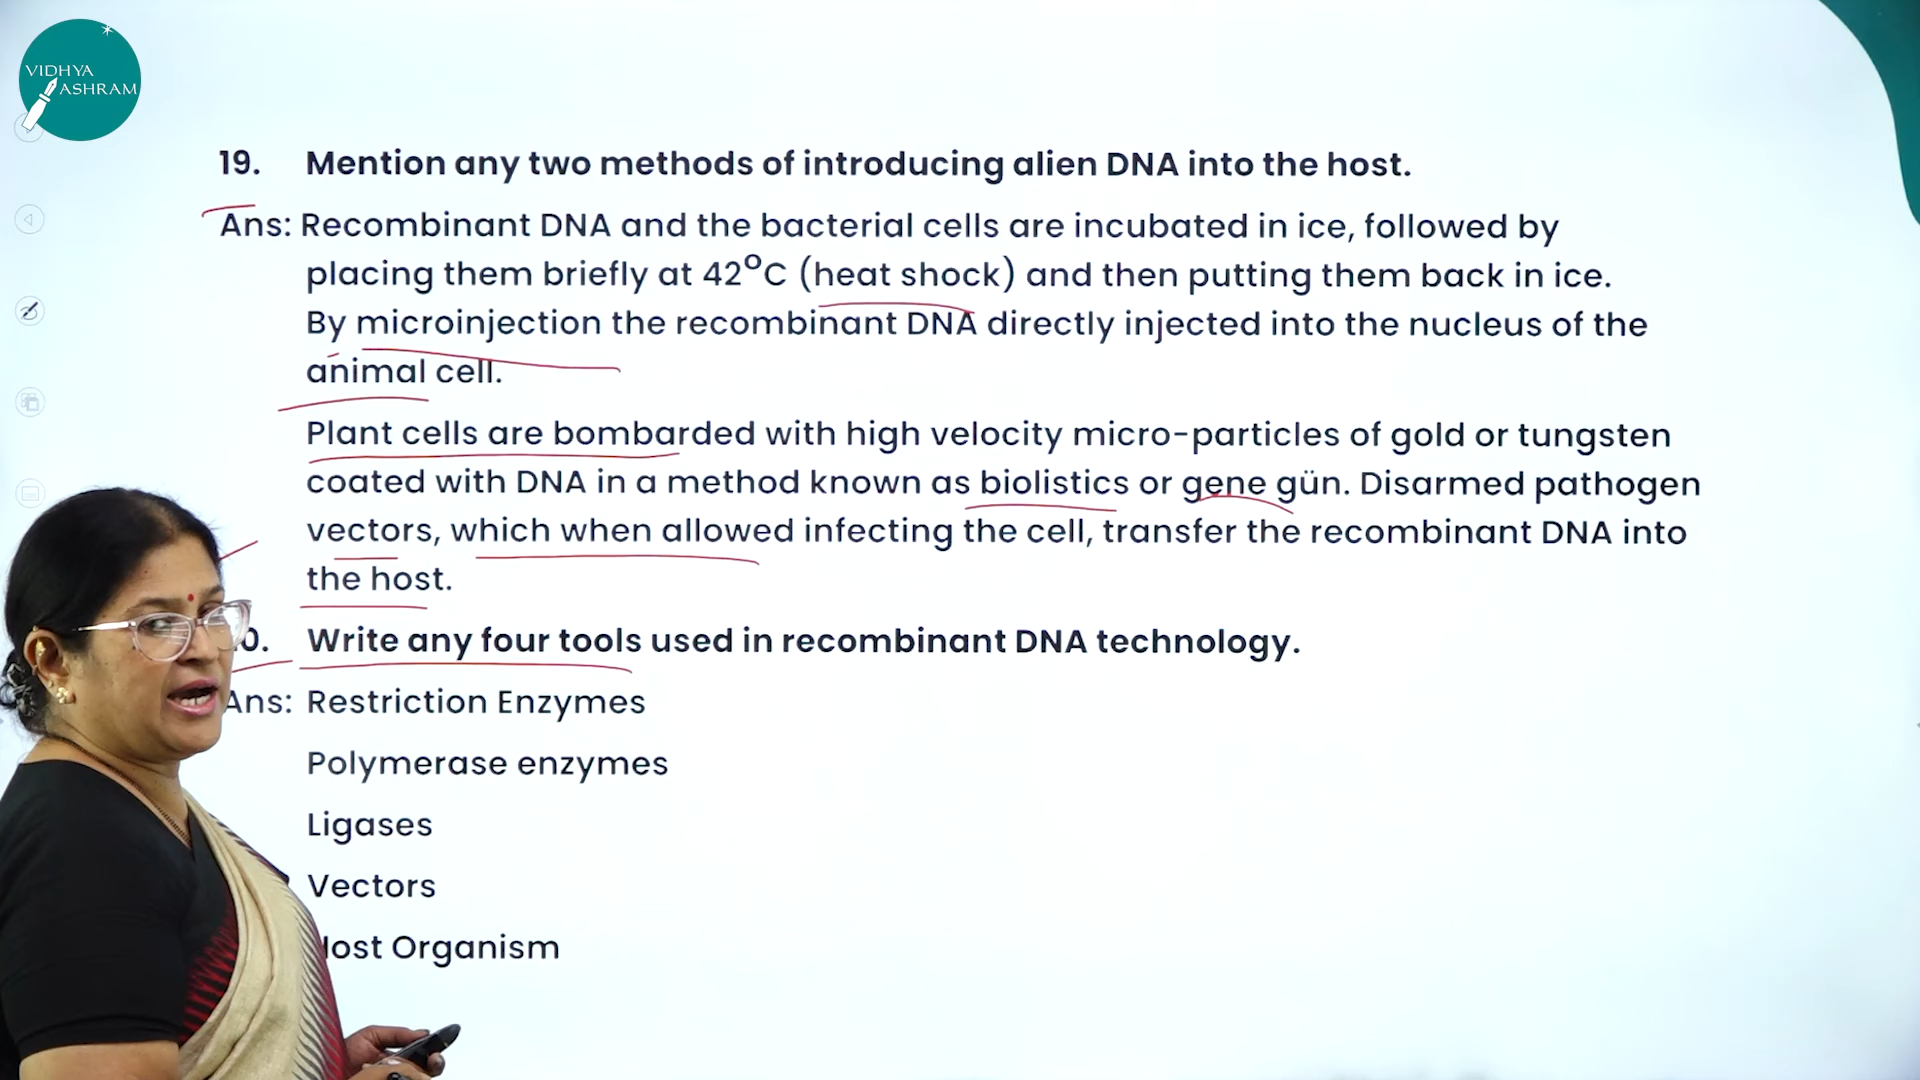 VIDHYA
ASHRAM
19. Mention any two methods of introducing alien DNA into the host.
Ans: Recombinant DNA and the bacterial cells are incubated in ice, followed by
placing them briefly at 42°C (heat shock) and then putting them back in ice.
By microinjection the recombinant DNA directly injected into the nucleus of the
animal cell.
Plant cells are bombarded with high velocity micro-particles of gold or tungsten
coated with DNA in a method known as biolistics or gene gün. Disarmed pathogen
vectors, which when allowed infecting the cell, transfer the recombinant DNA into
the host.
0. Write any four tools used in recombinant DNA technology.
Ans: Restriction Enzymes
Polymerase enzymes
Ligases
Vectors
Host Organism